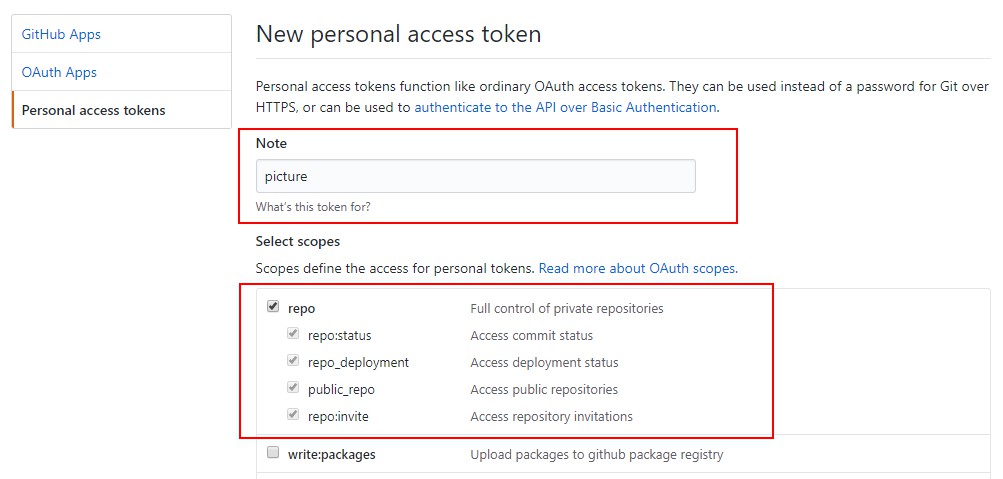 GitHub Apps
OAuth Apps
Personal access tokens
New personal access token
Personal access tokens function like ordinary OAuth access tokens. They can be used instead of a password for Git over
HTTPS, or can be used to authenticate to the API over Basic Authentication.
Note
picture
What's this token for?
Select scopes
Scopes define the access for personal tokens. Read more about OAuth scopes.
repo Full control of private repositories
repo:status Access commit status
repo_deployment Access deployment status
public_repo Access public repositories
repo:invite Access repository invitations
write:packages Upload packages to github package registry